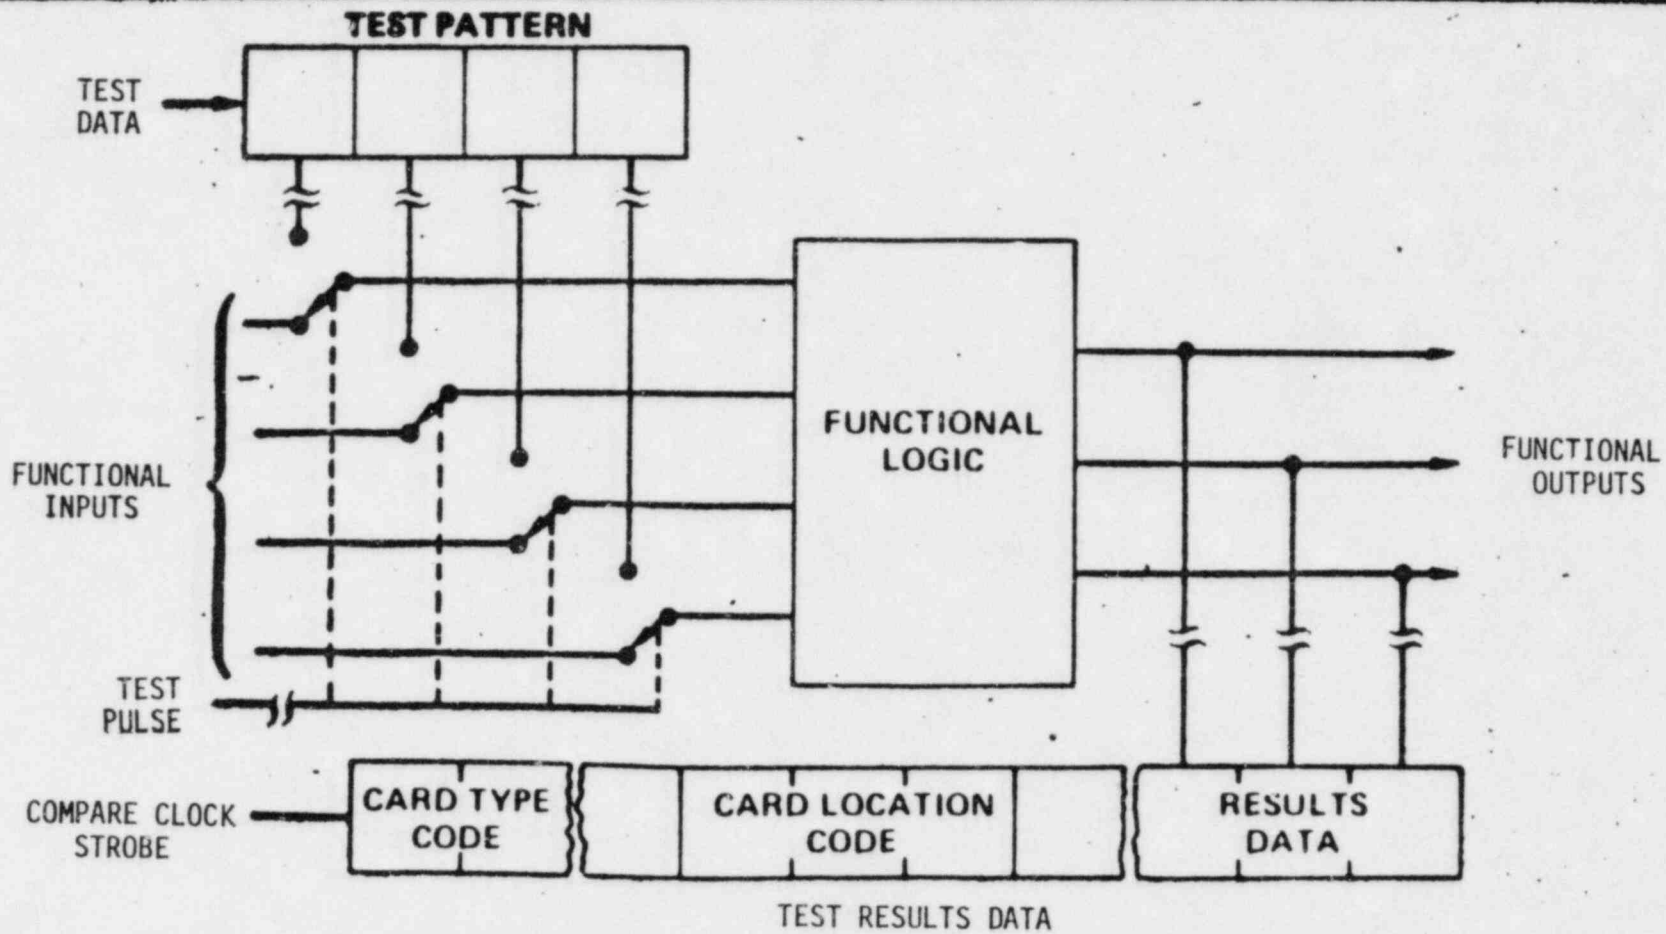 TEST PATTERN
TEST
DATA
FUNCTIONAL
INPUTS
FUNCTIONAL
LOGIC
FUNCTIONAL
OUTPUTS
TEST
PULSE
COMPARE CLOCK
STROBE
CARD TYPE
CODE
CARD LOCATION
CODE
RESULTS
DATA
TEST RESULTS DATA